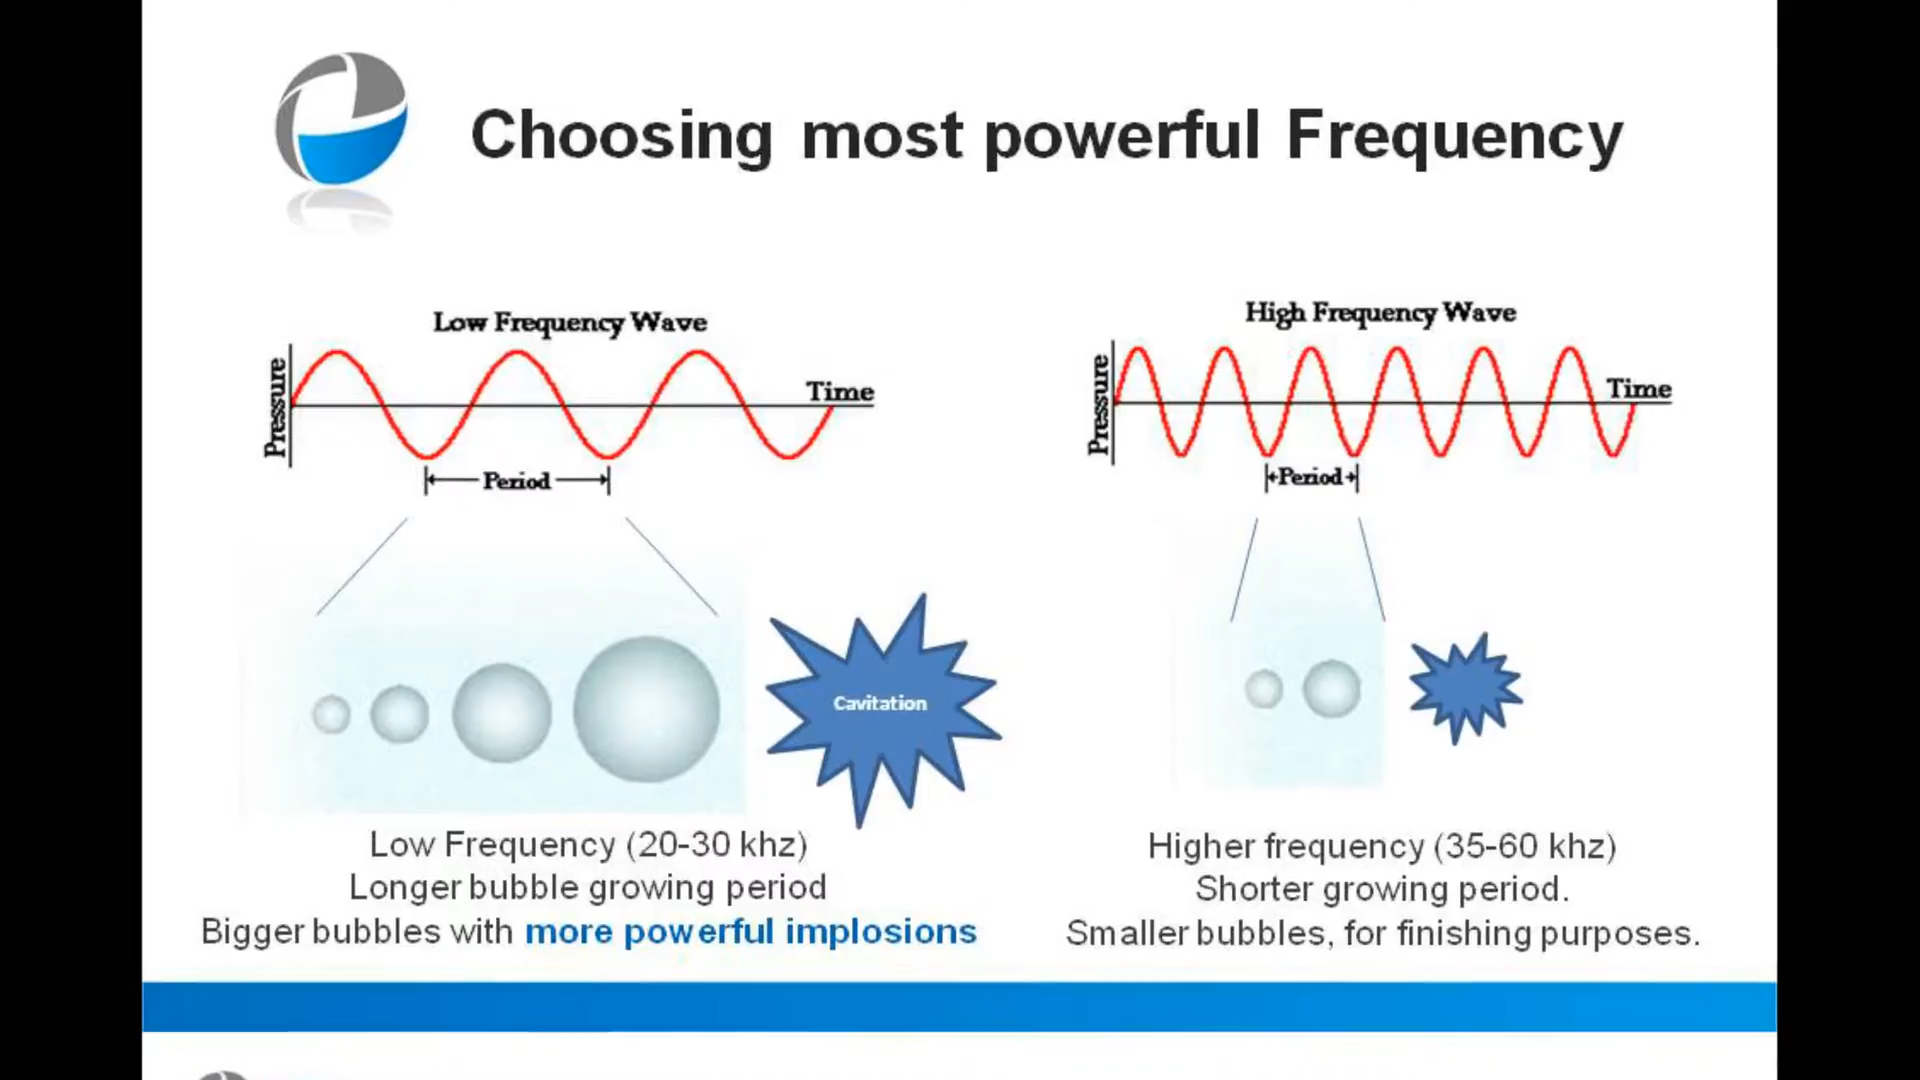 Choosing most powerful Frequency
Low Frequency Wave
Pressure
Time
Period
High Frequency Wave
Pressure
Time
Period
Cavitation
Low Frequency (20-30 khz)
Longer bubble growing period
Bigger bubbles with more powerful implosions
Higher frequency (35-60 khz)
Shorter growing period.
Smaller bubbles, for finishing purposes.